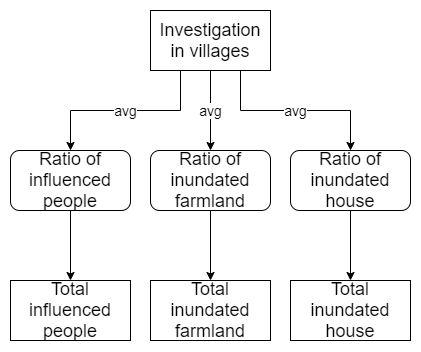 Investigation
in villages
avg
avg
avg
Ratio of
influenced
people
Ratio of
inundated
farmland
Ratio of
inundated
house
Total
influenced
people
Total
inundated
farmland
Total
inundated
house